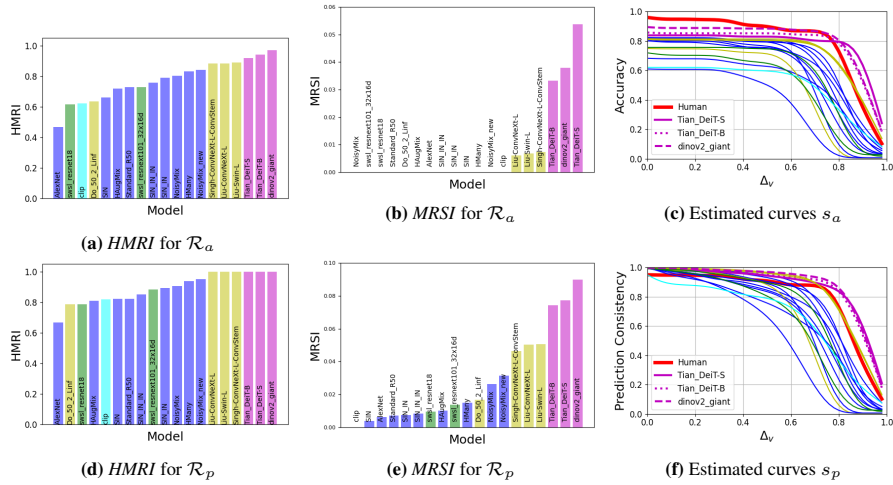 HMRI
1.0
0.8
0.6
0.4
0.2
0.0
AlexNet
swsl_resnet18
clip
Do_50_2_Linf
SIN
HAugMix
Standard_R50
swsl_resnext101_32x16d
SIN_IN_IN
SIN_IN
NoisyMix
HMany
NoisyMix_new
Singh-ConvNeXt-L-ConvStem
Liu-ConvNeXt-L
Liu-Swin-L
Tian_DeiT-S
Tian_DeiT-B
dinov2_giant
Model
(a) HMRI for R_a
MRSI
0.06
0.05
0.04
0.03
0.02
0.01
0.00
NoisyMix
swsl_resnext101_32x16d
swsl_resnet18
Standard_R50
Do_50_2_Linf
HAugMix
AlexNet
SIN_IN_IN
SIN_IN
SIN
HMany
NoisyMix_new
clip
Liu-ConvNeXt-L
Liu-Swin-L
Singh-ConvNeXt-L-ConvStem
Tian_DeiT-B
dinov2_giant
Tian_DeiT-S
Model
(b) MRSI for R_a
Accuracy
1.0
0.8
0.6
0.4
0.2
0.0
Human
Tian_DeiT-S
Tian_DeiT-B
dinov2_giant
0.0 0.2 0.4 0.6 0.8 1.0
Δ_v
(c) Estimated curves s_a
HMRI
1.0
0.8
0.6
0.4
0.2
0.0
AlexNet
Do_50_2_Linf
swsl_resnet18
HAugMix
clip
SIN
Standard_R50
SIN_IN_IN
swsl_resnext101_32x16d
SIN_IN
NoisyMix
HMany
NoisyMix_new
Liu-ConvNeXt-L
Liu-Swin-L
Singh-ConvNeXt-L-ConvStem
Tian_DeiT-B
Tian_DeiT-S
dinov2_giant
Model
(d) HMRI for R_p
MRSI
0.10
0.08
0.06
0.04
0.02
0.00
clip
SIN
AlexNet
Standard_R50
SIN_IN
SIN_IN_IN
swsl_resnet18
HAugMix
swsl_resnext101_32x16d
HMany
Do_50_2_Linf
NoisyMix
NoisyMix_new
Singh-ConvNeXt-L-ConvStem
Liu-ConvNeXt-L
Liu-Swin-L
Tian_DeiT-B
Tian_DeiT-S
dinov2_giant
Model
(e) MRSI for R_p
Prediction Consistency
1.0
0.8
0.6
0.4
0.2
0.0
Human
Tian_DeiT-S
Tian_DeiT-B
dinov2_giant
0.0 0.2 0.4 0.6 0.8 1.0
Δ_v
(f) Estimated curves s_p